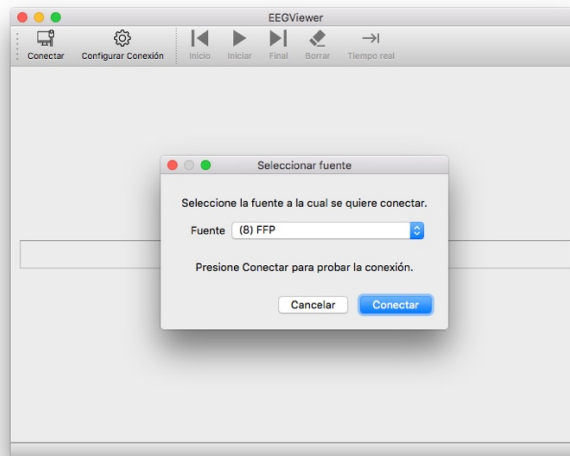 EEGViewer
Conectar Configurar Conexión Inicio Iniciar Final Borrar Tiempo real
Seleccionar fuente
Seleccione la fuente a la cual se quiere conectar.
Fuente (8) FFP
Presione Conectar para probar la conexión.
Cancelar Conectar